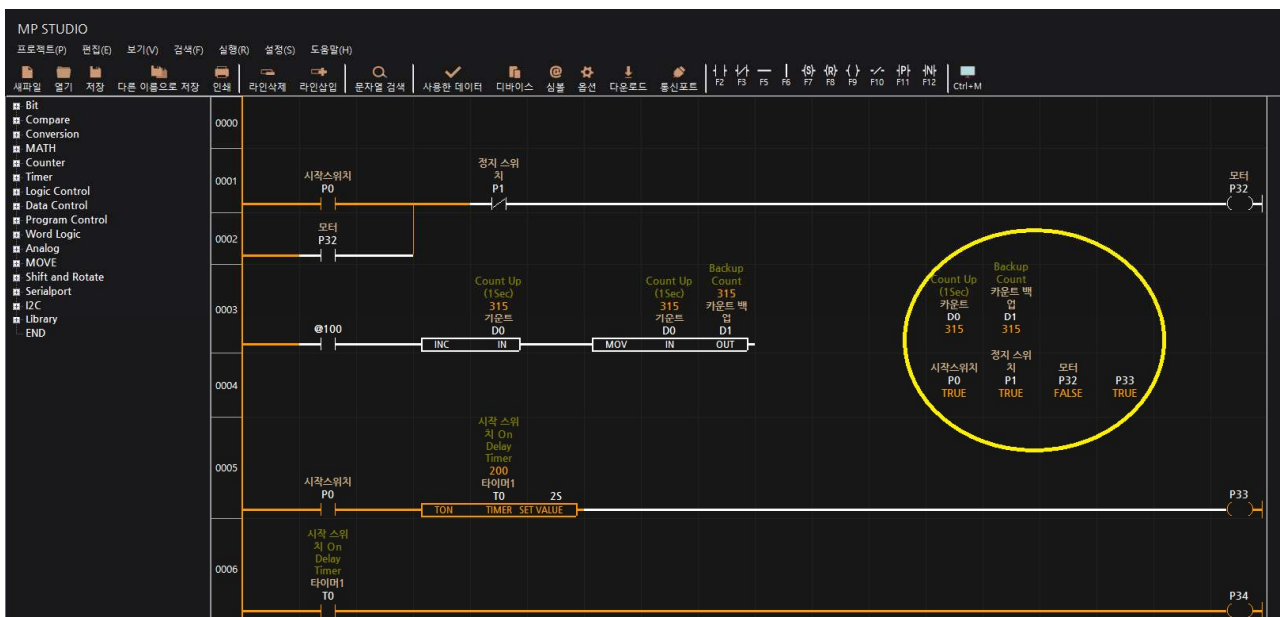 MP STUDIO
프로젝트(P) 편집(E) 보기(V) 검색(F) 실행(R) 설정(S) 도움말(H)
새파일 열기 저장 다른 이름으로 저장 인쇄 라인삭제 라인삽입 문자열 검색 사용한 데이터 디바이스 심볼 옵션 다운로드 통신포트 F2 F3 F5 F6 F7 F8 F9 F10 F11 F12 Ctrl+M
Bit
Compare
Conversion
MATH
Counter
Timer
Logic Control
Data Control
Program Control
Word Logic
Analog
MOVE
Shift and Rotate
Serialport
I2C
Library
END
0000
0001
시작스위치
P0
정지 스위
치
P1
모터
P32
0002
모터
P32
0003
@100
Count Up
(1Sec)
315
카운트
D0
INC IN
Count Up
(1Sec)
315
카운트
D0
Backup
Count
315
카운트 백
업
D1
MOV IN OUT
Count Up
(1Sec)
카운트
D0
315
Backup
Count
카운트 백
업
D1
315
0004
시작스위치
P0
TRUE
정지 스위
치
P1
TRUE
모터
P32
FALSE
P33
TRUE
0005
시작스위치
P0
시작 스위
치 On
Delay
Timer
200
타이머1
T0 2S
TON TIMER SET VALUE
P33
0006
시작 스위
치 On
Delay
Timer
타이머1
T0
P34